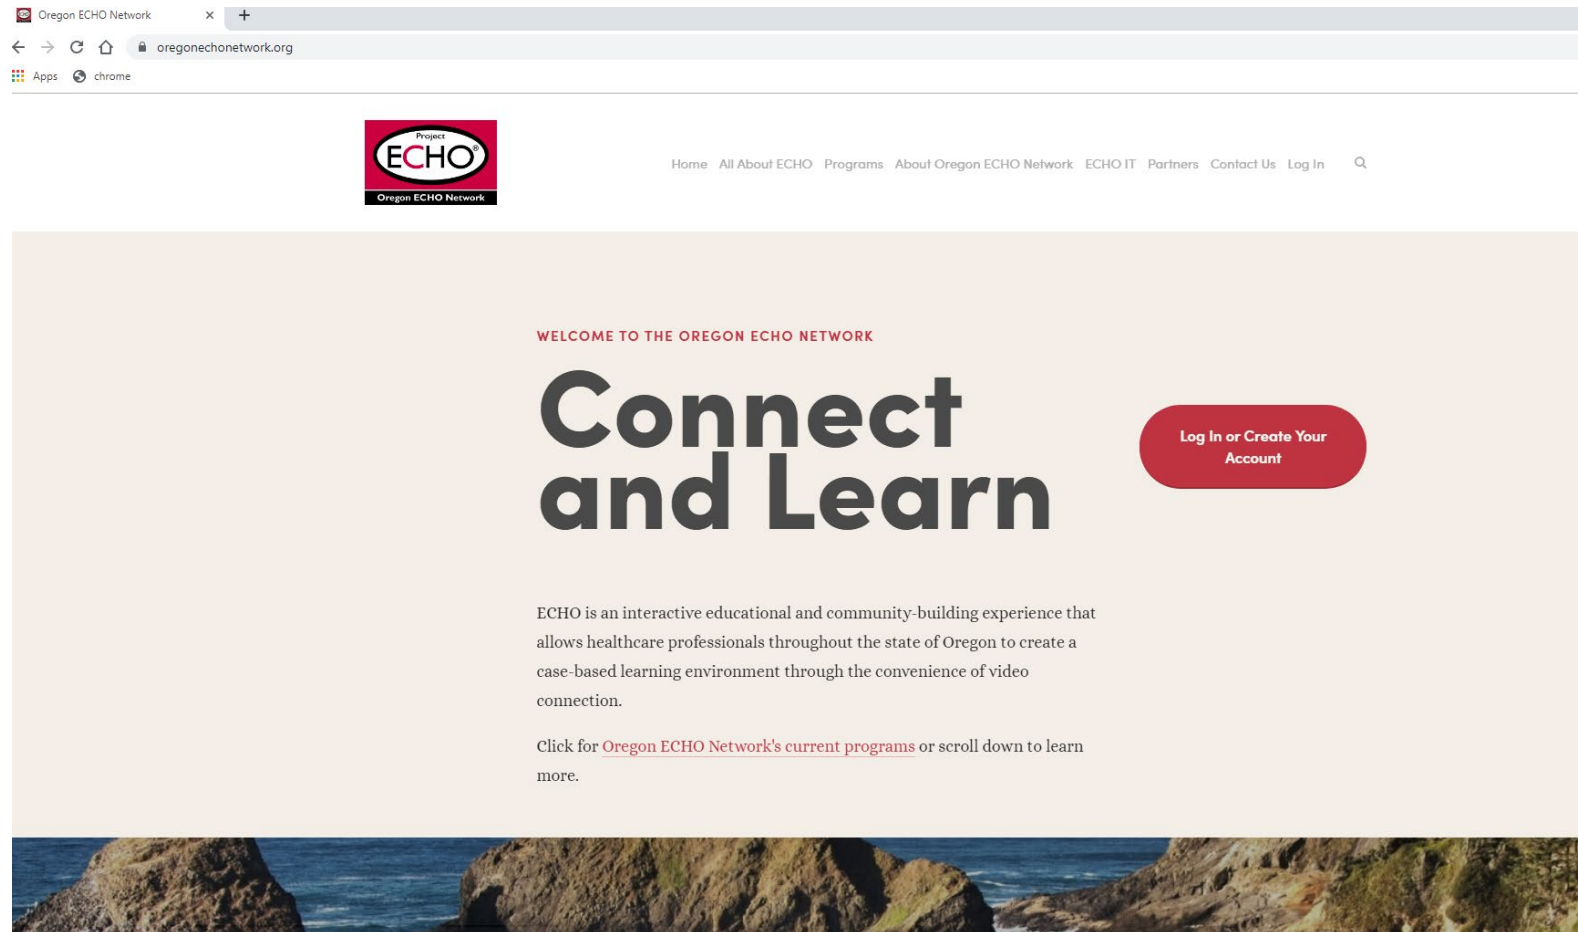 Oregon ECHO Network
oregonechonetwork.org
Apps chrome
Project
ECHO®
Oregon ECHO Network
Home All About ECHO Programs About Oregon ECHO Network ECHO IT Partners Contact Us Log In
WELCOME TO THE OREGON ECHO NETWORK
Connect
and Learn
Log In or Create Your
Account
ECHO is an interactive educational and community-building experience that
allows healthcare professionals throughout the state of Oregon to create a
case-based learning environment through the convenience of video
connection.
Click for Oregon ECHO Network's current programs or scroll down to learn
more.